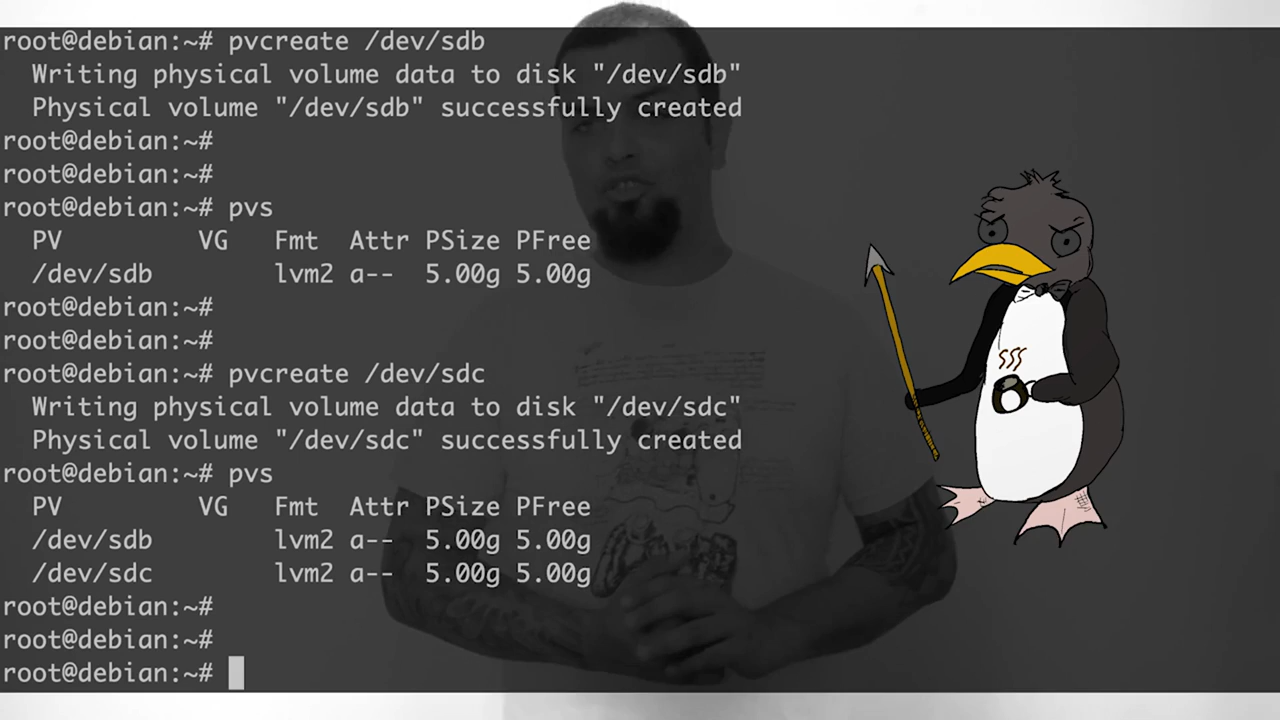 root@debian:~# pvcreate /dev/sdb
  Writing physical volume data to disk "/dev/sdb"
  Physical volume "/dev/sdb" successfully created
root@debian:~#
root@debian:~#
root@debian:~# pvs
  PV         VG   Fmt  Attr PSize PFree
  /dev/sdb        lvm2 a--  5.00g 5.00g
root@debian:~#
root@debian:~#
root@debian:~# pvcreate /dev/sdc
  Writing physical volume data to disk "/dev/sdc"
  Physical volume "/dev/sdc" successfully created
root@debian:~# pvs
  PV         VG   Fmt  Attr PSize PFree
  /dev/sdb        lvm2 a--  5.00g 5.00g
  /dev/sdc        lvm2 a--  5.00g 5.00g
root@debian:~#
root@debian:~#
root@debian:~#